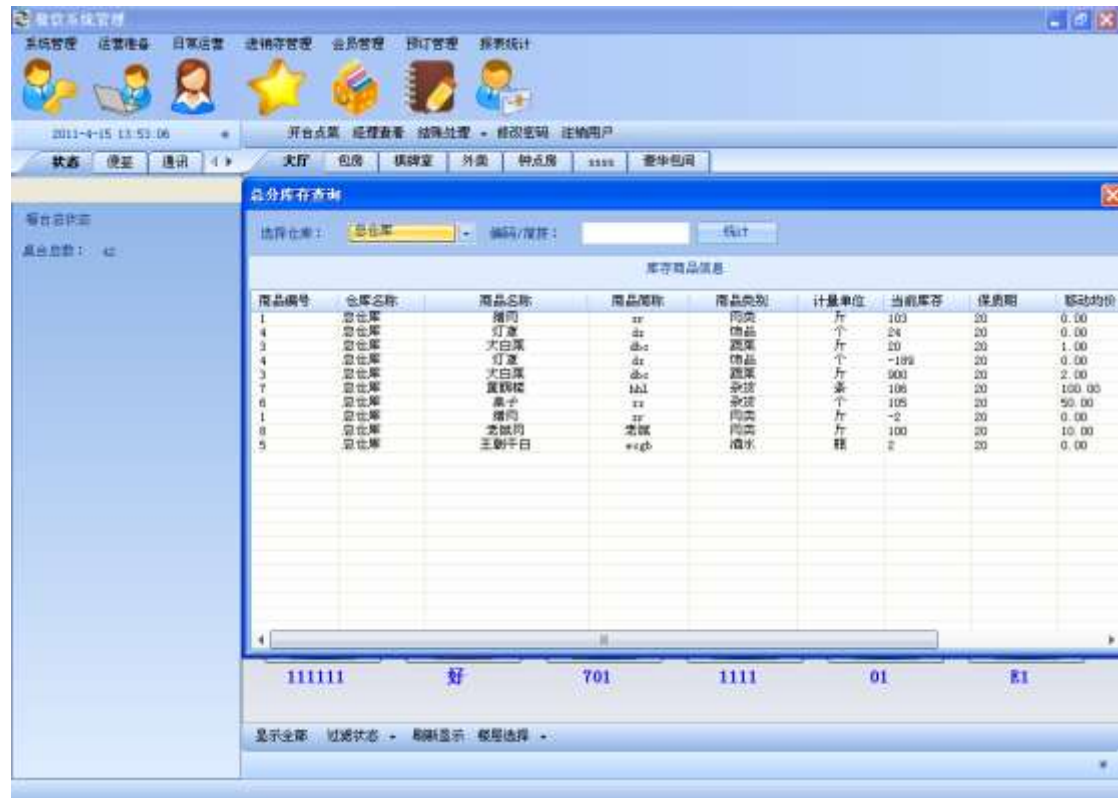 餐饮系统管理
系统管理 运营准备 日常运营 进销存管理 会员管理 预订管理 报表统计
2011-4-15 13:53:06 开台点菜 经理查看 结账处理 修改密码 注销用户
状态 便签 通讯 大厅 包房 棋牌室 外卖 钟点房 ssss 豪华包间
总分库存查询
餐台总状态
选择仓库： 总仓库 编码/简拼： 统计
桌台总数： 42
库存商品信息
商品编号 仓库名称 商品名称 商品简称 商品类别 计量单位 当前库存 保质期 移动均价
1 总仓库 猪肉 zr 肉类 斤 103 20 0.00
4 总仓库 灯罩 dz 饰品 个 24 20 0.00
3 总仓库 大白菜 dbc 蔬菜 斤 20 20 1.00
4 总仓库 灯罩 dz 饰品 个 -189 20 0.00
3 总仓库 大白菜 dbc 蔬菜 斤 900 20 2.00
7 总仓库 黄鹤楼 hhl 杂货 条 106 20 100.00
6 总仓库 桌子 zz 杂货 个 105 20 50.00
1 总仓库 猪肉 zr 肉类 斤 -2 20 0.00
8 总仓库 老鼠肉 老鼠 肉类 斤 100 20 10.00
5 总仓库 王朝干白 wcgb 酒水 瓶 2 20 0.00
111111 好 701 1111 01 E1
显示全部 过滤状态 刷新显示 楼层选择